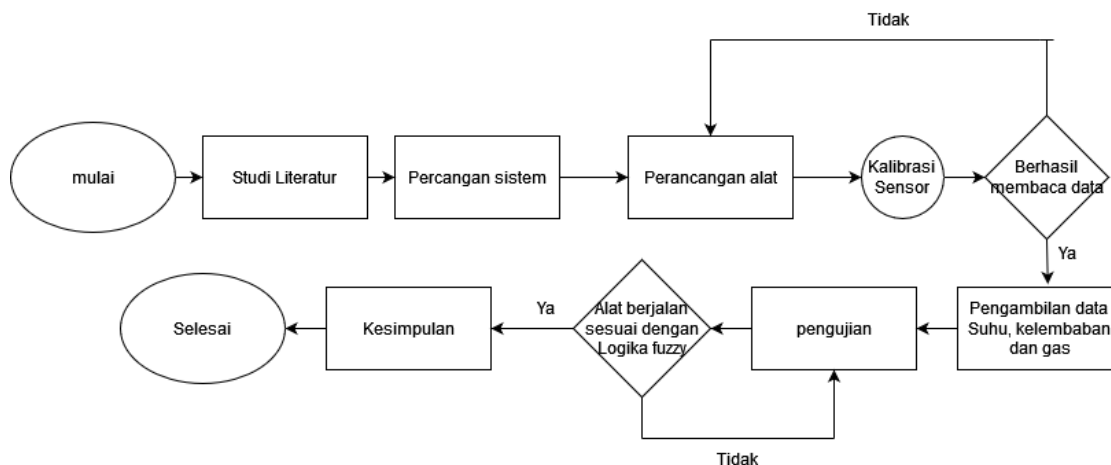 Tidak
mulai
Studi Literatur
Percangan sistem
Perancangan alat
Kalibrasi
Sensor
Berhasil
membaca data
Ya
Pengambilan data
Suhu, kelembaban
dan gas
pengujian
Alat berjalan
sesuai dengan
Logika fuzzy
Ya
Kesimpulan
Selesai
Tidak